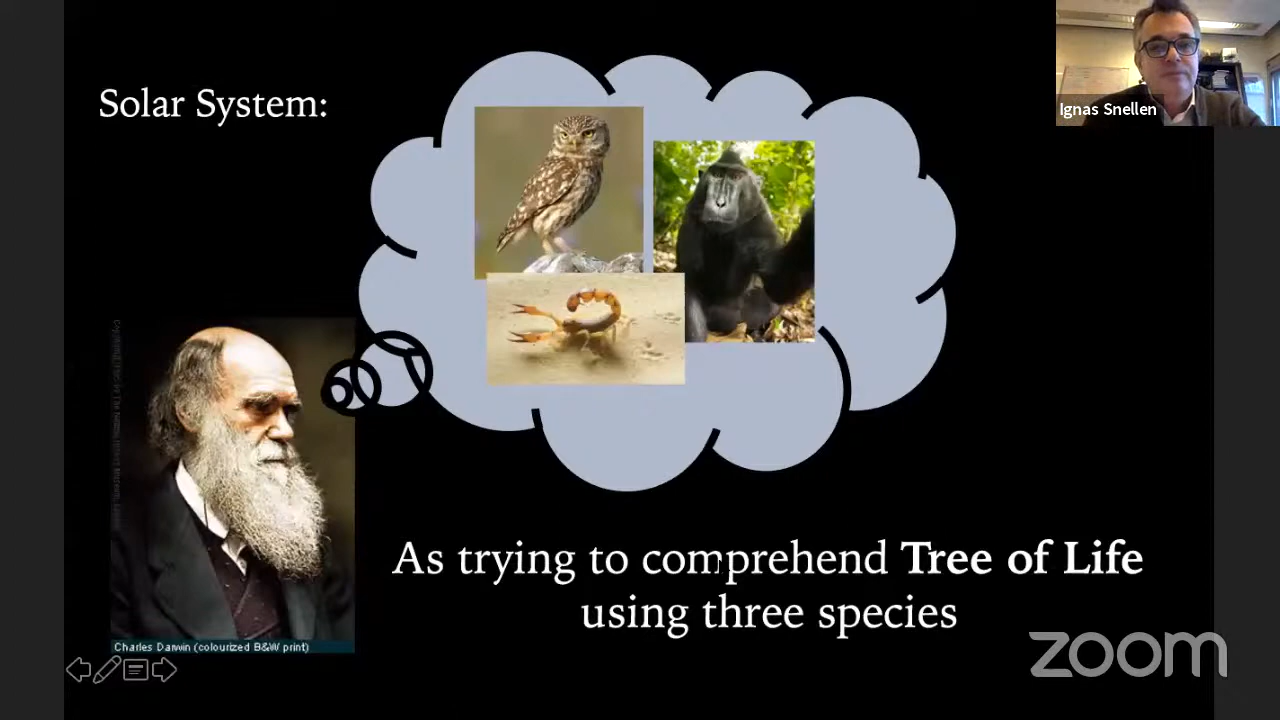 Solar System:
Ignas Snellen
As trying to comprehend Tree of Life
using three species
Charles Darwin (colourized B&W print)
zoom